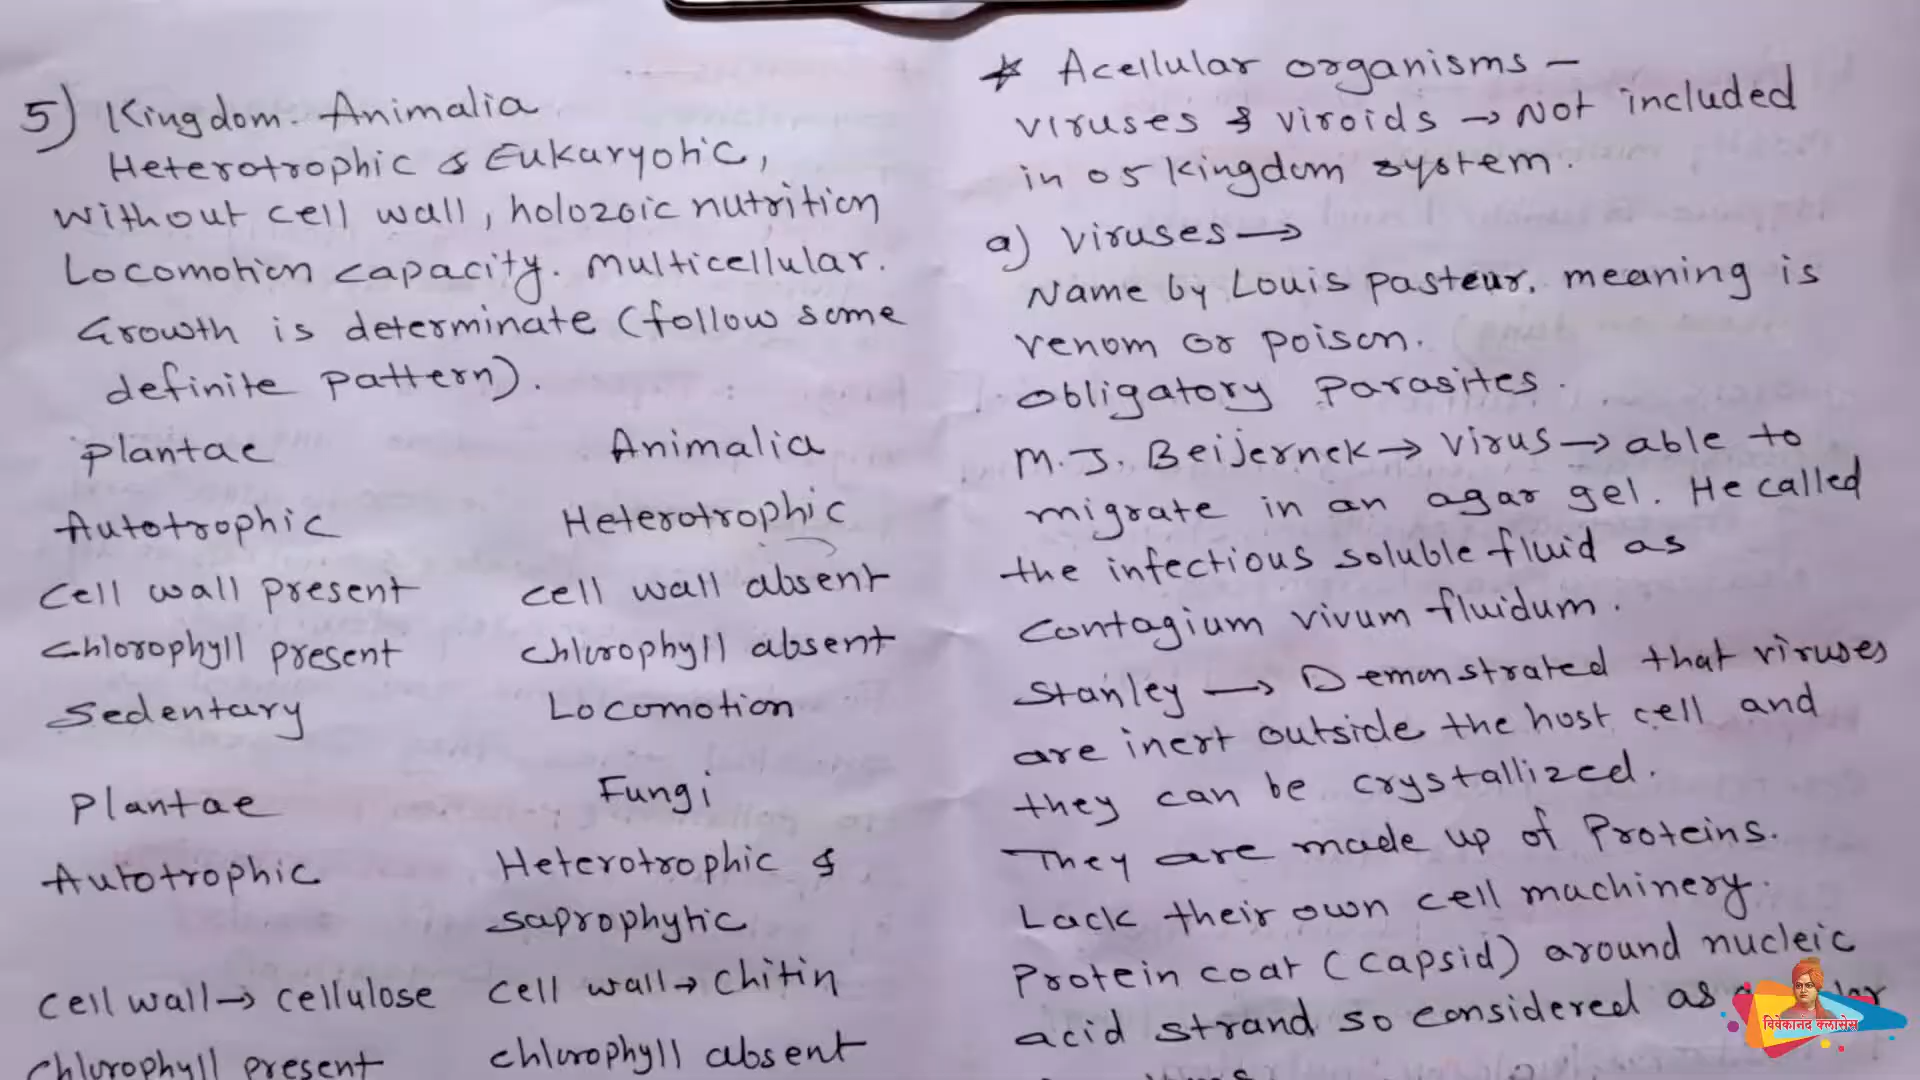 5) Kingdom. Animalia
Heterotrophic & Eukaryotic,
without cell wall, holozoic nutrition
Locomotion capacity. Multicellular.
Growth is determinate (follow some
definite pattern).
Plantae Animalia
Autotrophic Heterotrophic
Cell wall present cell wall absent
chlorophyll present chlorophyll absent
Sedentary Locomotion
Plantae Fungi
Autotrophic Heterotrophic &
saprophytic
cell wall → cellulose cell wall → chitin
chlorophyll present chlorophyll absent
* Acellular organisms –
viruses & viroids → Not included
in 05 kingdom system.
a) viruses →
Name by Louis Pasteur. meaning is
venom or poison.
obligatory Parasites.
M. J. Beijernek → virus → able to
migrate in an agar gel. He called
the infectious soluble fluid as
contagium vivum fluidum.
Stanley → Demonstrated that viruses
are inert outside the host cell and
they can be crystallized.
They are made up of Proteins.
Lack their own cell machinery.
Protein coat (capsid) around nucleic
acid strand so considered as
विवेकानंद क्लासेस